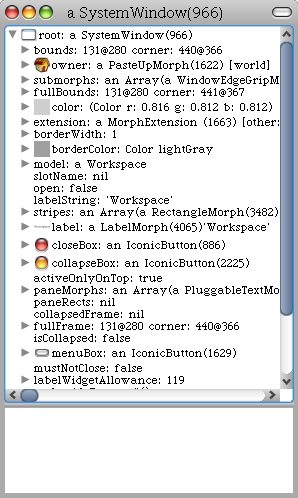 a SystemWindow(966)
root: a SystemWindow(966)
bounds: 131@280 corner: 440@366
owner: a PasteUpMorph(1622) [world]
submorphs: an Array(a WindowEdgeGripM
fullBounds: 131@280 corner: 441@367
color: (Color r: 0.816 g: 0.812 b: 0.812)
extension: a MorphExtension (1663) [other:
borderWidth: 1
borderColor: Color lightGray
model: a Workspace
slotName: nil
open: false
labelString: 'Workspace'
stripes: an Array(a RectangleMorph(3482)
label: a LabelMorph(4065)'Workspace'
closeBox: an IconicButton(886)
collapseBox: an IconicButton(2225)
activeOnlyOnTop: true
paneMorphs: an Array(a PluggableTextMo
paneRects: nil
collapsedFrame: nil
fullFrame: 131@280 corner: 440@366
isCollapsed: false
menuBox: an IconicButton(1629)
mustNotClose: false
labelWidgetAllowance: 119